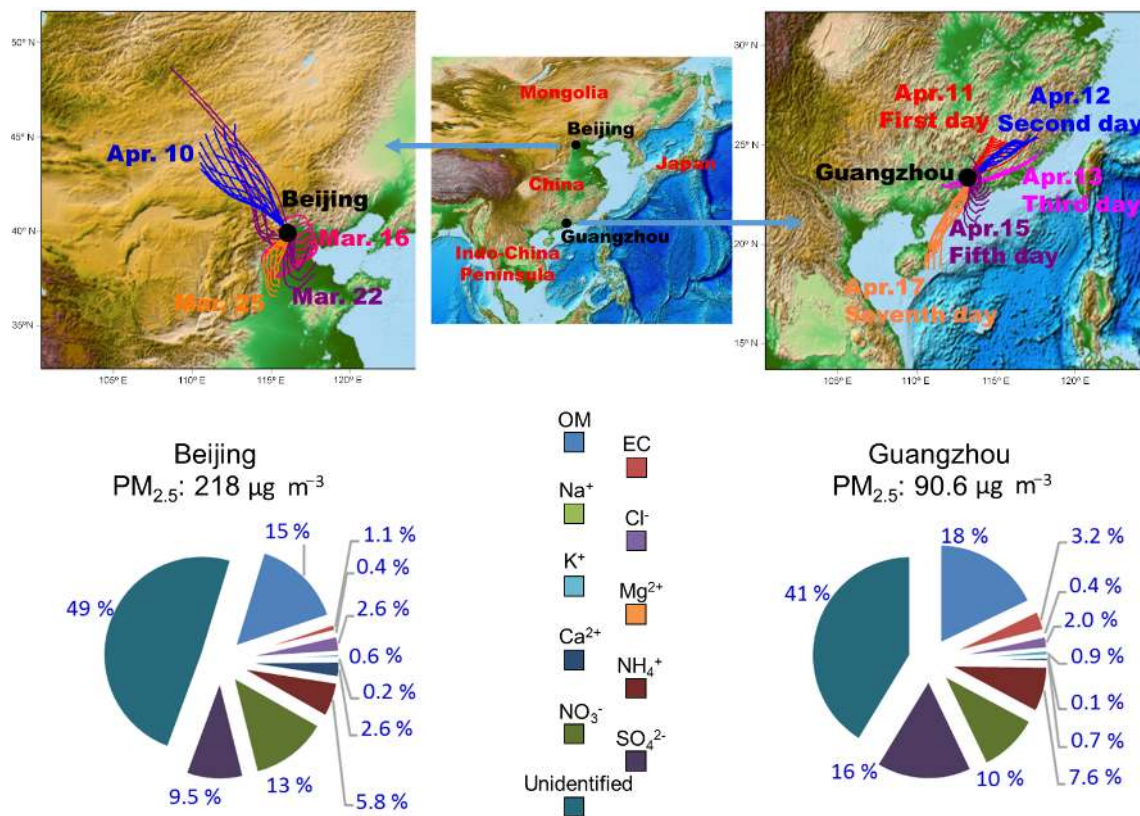 50° N
45° N
40° N
35° N
105° E
110° E
115° E
120° E
Apr. 10
Beijing
Mar. 16
Mar. 22
Mar. 25
Mongolia
Beijing
Japan
China
Guangzhou
Indo-China
Peninsula
30° N
25° N
20° N
15° N
105° E
110° E
115° E
120° E
Apr.11
First day
Apr.12
Second day
Guangzhou
Apr.13
Third day
Apr.15
Fifth day
Apr.17
Seventh day
Beijing
PM₂.₅: 218 μg m⁻³
15 %
1.1 %
0.4 %
2.6 %
0.6 %
0.2 %
2.6 %
5.8 %
13 %
9.5 %
49 %
OM
EC
Na⁺
Cl⁻
K⁺
Mg²⁺
Ca²⁺
NH₄⁺
NO₃⁻
SO₄²⁻
Unidentified
Guangzhou
PM₂.₅: 90.6 μg m⁻³
18 %
3.2 %
0.4 %
2.0 %
0.9 %
0.1 %
0.7 %
7.6 %
10 %
16 %
41 %